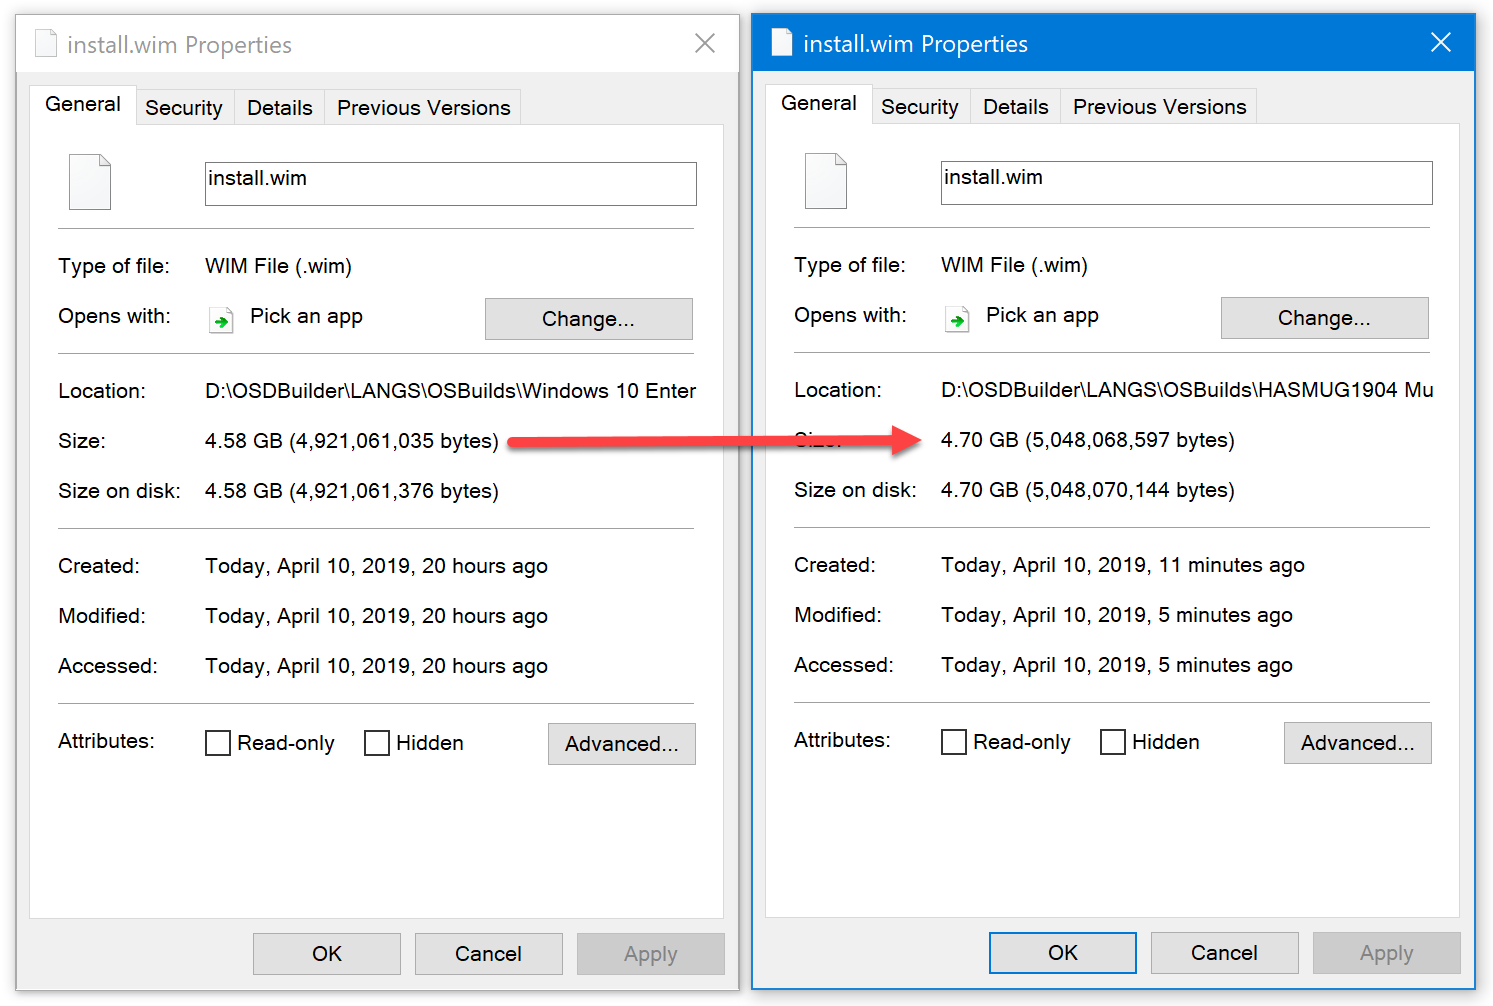 install.wim Properties
General Security Details Previous Versions
install.wim
Type of file: WIM File (.wim)
Opens with: Pick an app Change...
Location: D:\OSDBuilder\LANGS\OSBuilds\Windows 10 Enter
Size: 4.58 GB (4,921,061,035 bytes)
Size on disk: 4.58 GB (4,921,061,376 bytes)
Created: Today, April 10, 2019, 20 hours ago
Modified: Today, April 10, 2019, 20 hours ago
Accessed: Today, April 10, 2019, 20 hours ago
Attributes: Read-only Hidden Advanced...
OK Cancel Apply
install.wim Properties
General Security Details Previous Versions
install.wim
Type of file: WIM File (.wim)
Opens with: Pick an app Change...
Location: D:\OSDBuilder\LANGS\OSBuilds\HASMUG1904 Mu
Size: 4.70 GB (5,048,068,597 bytes)
Size on disk: 4.70 GB (5,048,070,144 bytes)
Created: Today, April 10, 2019, 11 minutes ago
Modified: Today, April 10, 2019, 5 minutes ago
Accessed: Today, April 10, 2019, 5 minutes ago
Attributes: Read-only Hidden Advanced...
OK Cancel Apply